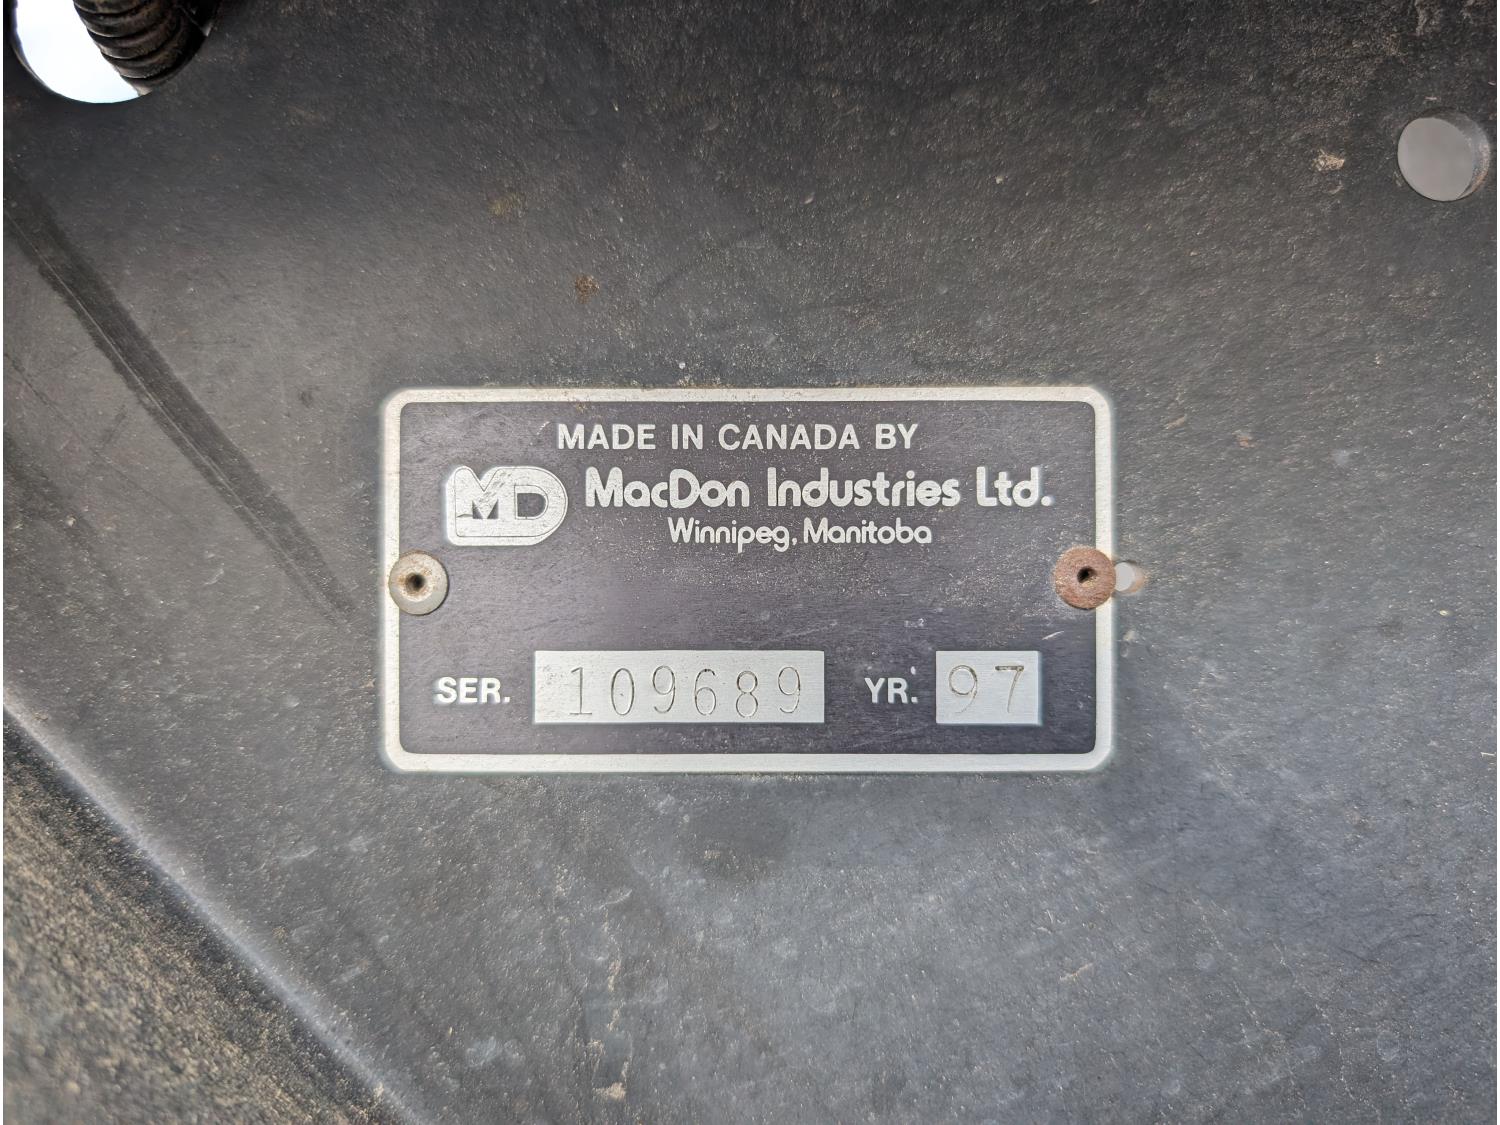 MADE IN CANADA BY
MD MacDon Industries Ltd.
Winnipeg, Manitoba
SER. 109689 YR. 97